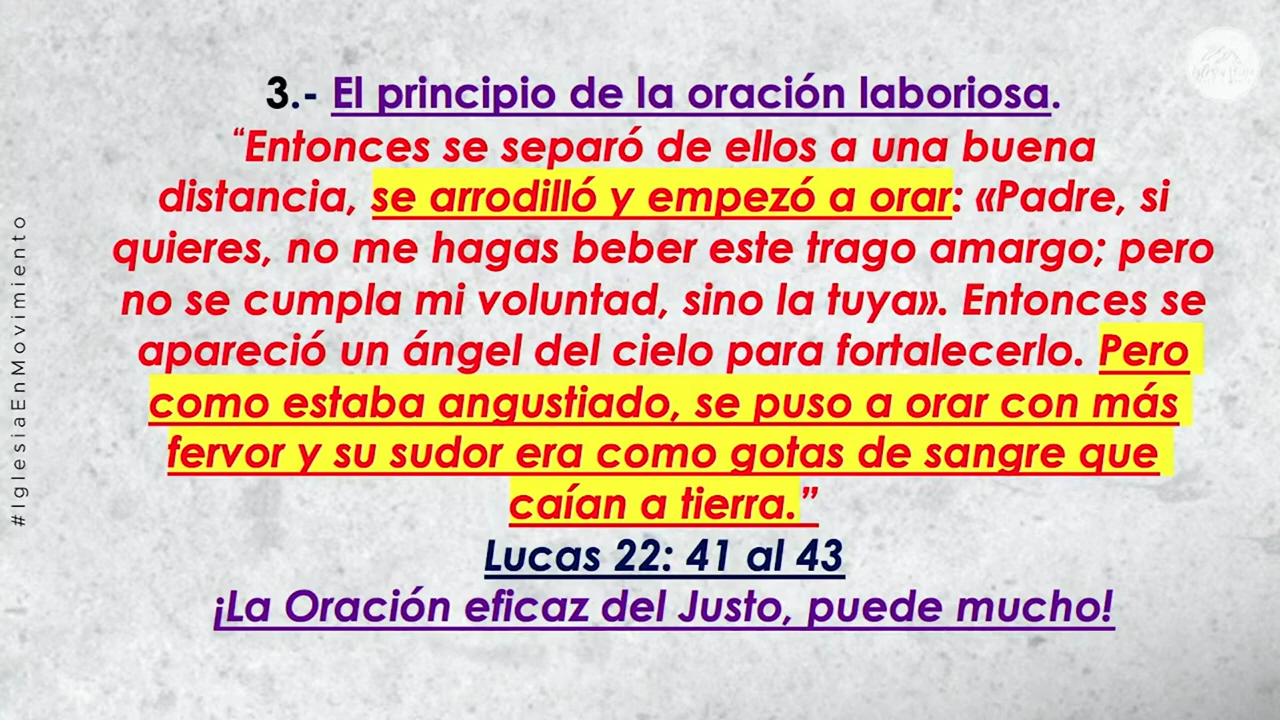 3.- El principio de la oración laboriosa.
“Entonces se separó de ellos a una buena
distancia, se arrodilló y empezó a orar: «Padre, si
quieres, no me hagas beber este trago amargo; pero
no se cumpla mi voluntad, sino la tuya». Entonces se
apareció un ángel del cielo para fortalecerlo. Pero
como estaba angustiado, se puso a orar con más
fervor y su sudor era como gotas de sangre que
caían a tierra.”
Lucas 22: 41 al 43
¡La Oración eficaz del Justo, puede mucho!
#IglesiaEnMovimiento